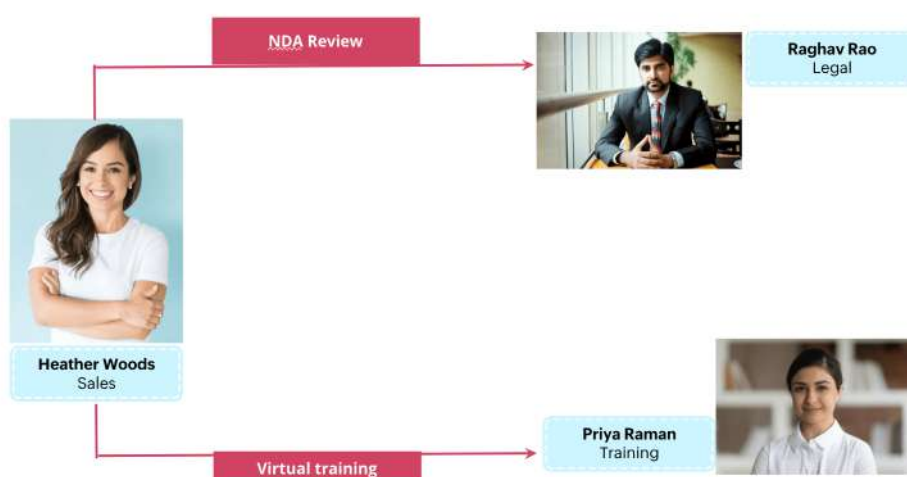 NDA Review
Raghav Rao
Legal
Heather Woods
Sales
Priya Raman
Training
Virtual training